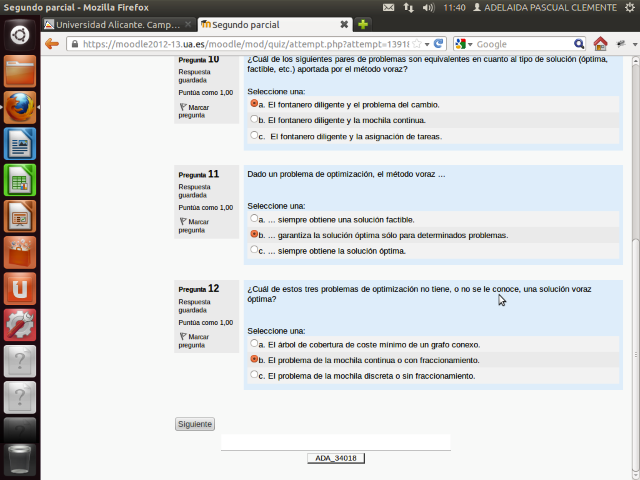 Segundo parcial - Mozilla Firefox
11:40
ADELAIDA PASCUAL CLEMENTE
Universidad Alicante. Camp...
Segundo parcial
https://moodle2012-13.ua.es/moodle/mod/quiz/attempt.php?attempt=13918
Google
Pregunta 10
Respuesta
guardada
Puntúa como 1,00
Marcar
pregunta
¿Cuál de los siguientes pares de problemas son equivalentes en cuanto al tipo de solución (óptima,
factible, etc.) aportada por el método voraz?
Seleccione una:
a. El fontanero diligente y el problema del cambio.
b. El fontanero diligente y la mochila continua.
c. El fontanero diligente y la asignación de tareas.
Pregunta 11
Respuesta
guardada
Puntúa como 1,00
Marcar
pregunta
Dado un problema de optimización, el método voraz ...
Seleccione una:
a. ... siempre obtiene una solución factible.
b. ... garantiza la solución óptima sólo para determinados problemas.
c. ... siempre obtiene la solución óptima.
Pregunta 12
Respuesta
guardada
Puntúa como 1,00
Marcar
pregunta
¿Cuál de estos tres problemas de optimización no tiene, o no se le conoce, una solución voraz
óptima?
Seleccione una:
a. El árbol de cobertura de coste mínimo de un grafo conexo.
b. El problema de la mochila continua o con fraccionamiento.
c. El problema de la mochila discreta o sin fraccionamiento.
Siguiente
ADA_34018